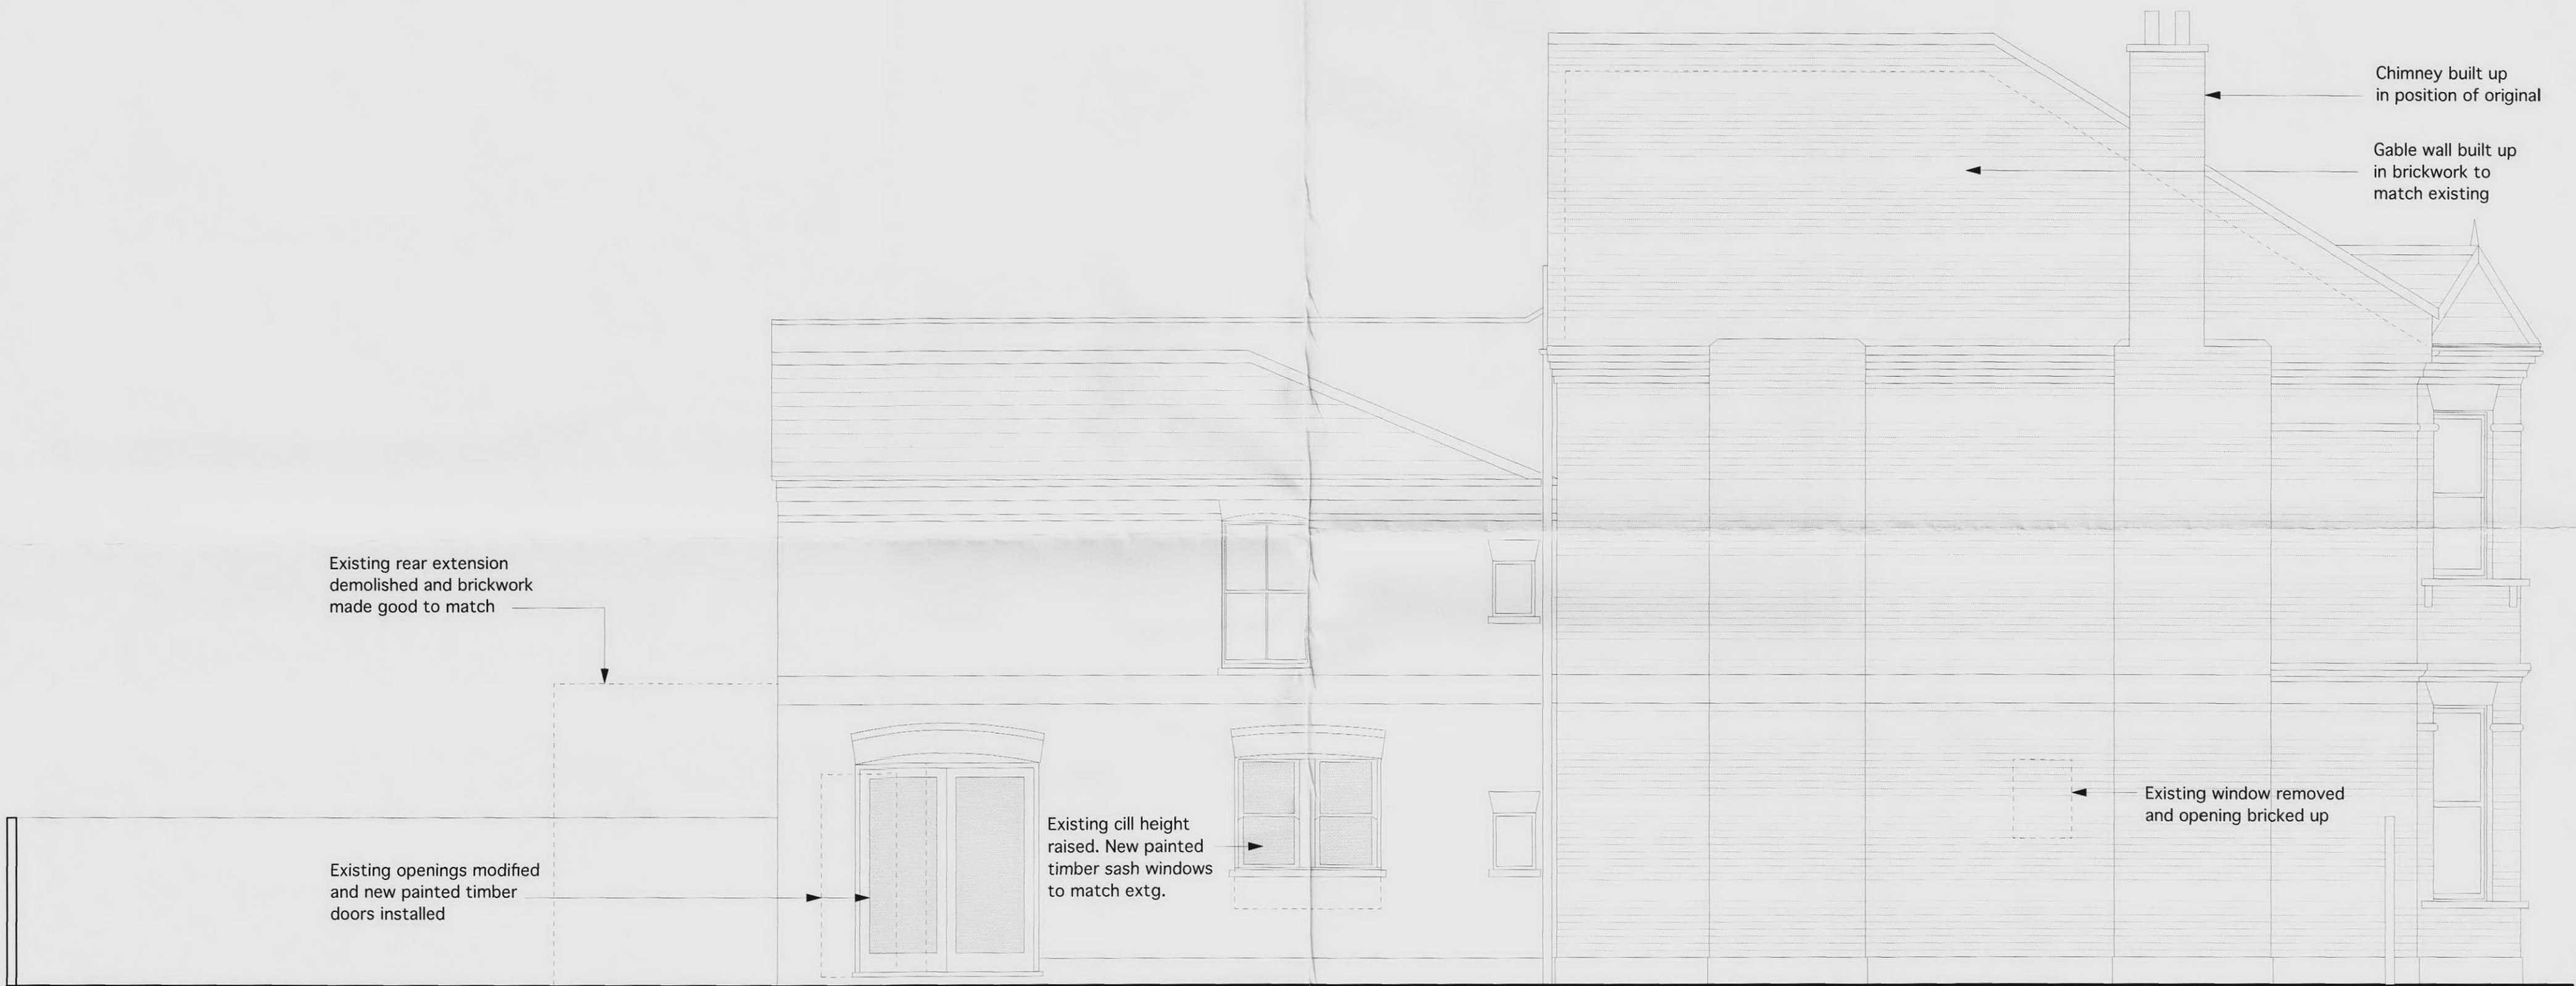 Chimney built up
in position of original
Gable wall built up
in brickwork to
match existing
Existing rear extension
demolished and brickwork
made good to match
Existing openings modified
and new painted timber
doors installed
Existing cill height
raised. New painted
timber sash windows
to match extg.
Existing window removed
and opening bricked up